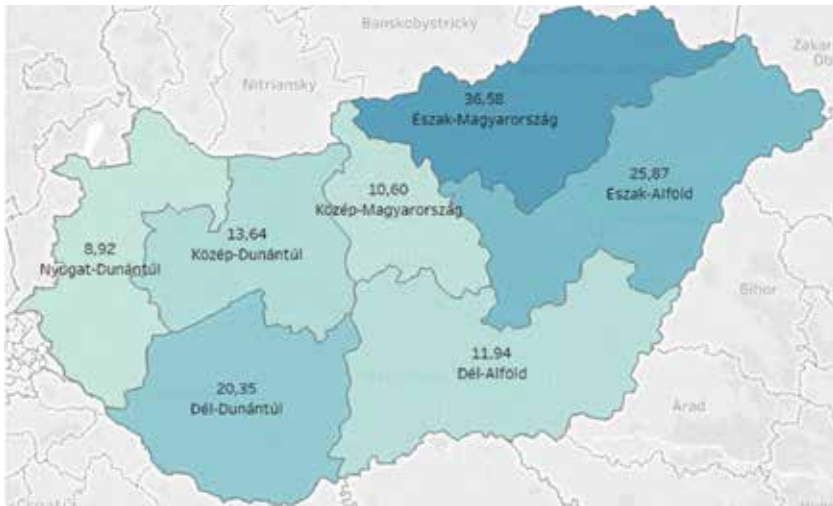 Banskobystrický
Nitriansky
36,58
Észak-Magyarország
25,87
Észak-Alföld
10,60
Közép-Magyarország
13,64
Közép-Dunántúl
8,92
Nyugat-Dunántúl
Bihor
11,94
Dél-Alföld
20,35
Dél-Dunántúl
Arad